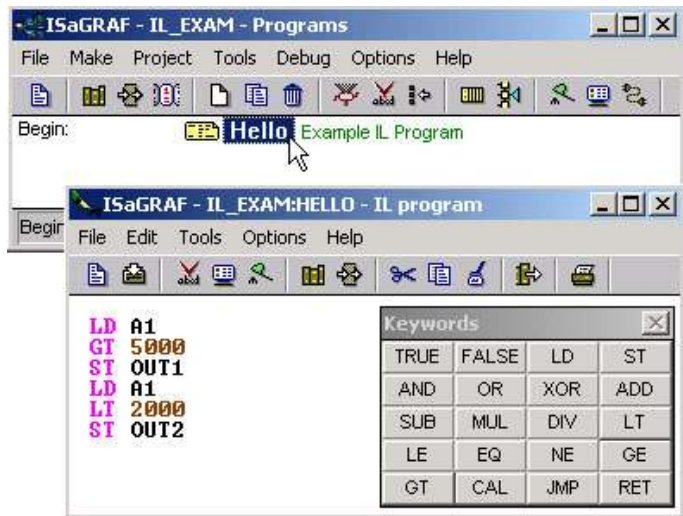 ISaGRAF - IL_EXAM - Programs
File Make Project Tools Debug Options Help
Begin: Hello Example IL Program
Begin
ISaGRAF - IL_EXAM:HELLO - IL program
File Edit Tools Options Help
LD A1
GT 5000
ST OUT1
LD A1
LT 2000
ST OUT2
Keywords
TRUE FALSE LD ST
AND OR XOR ADD
SUB MUL DIV LT
LE EQ NE GE
GT CAL JMP RET